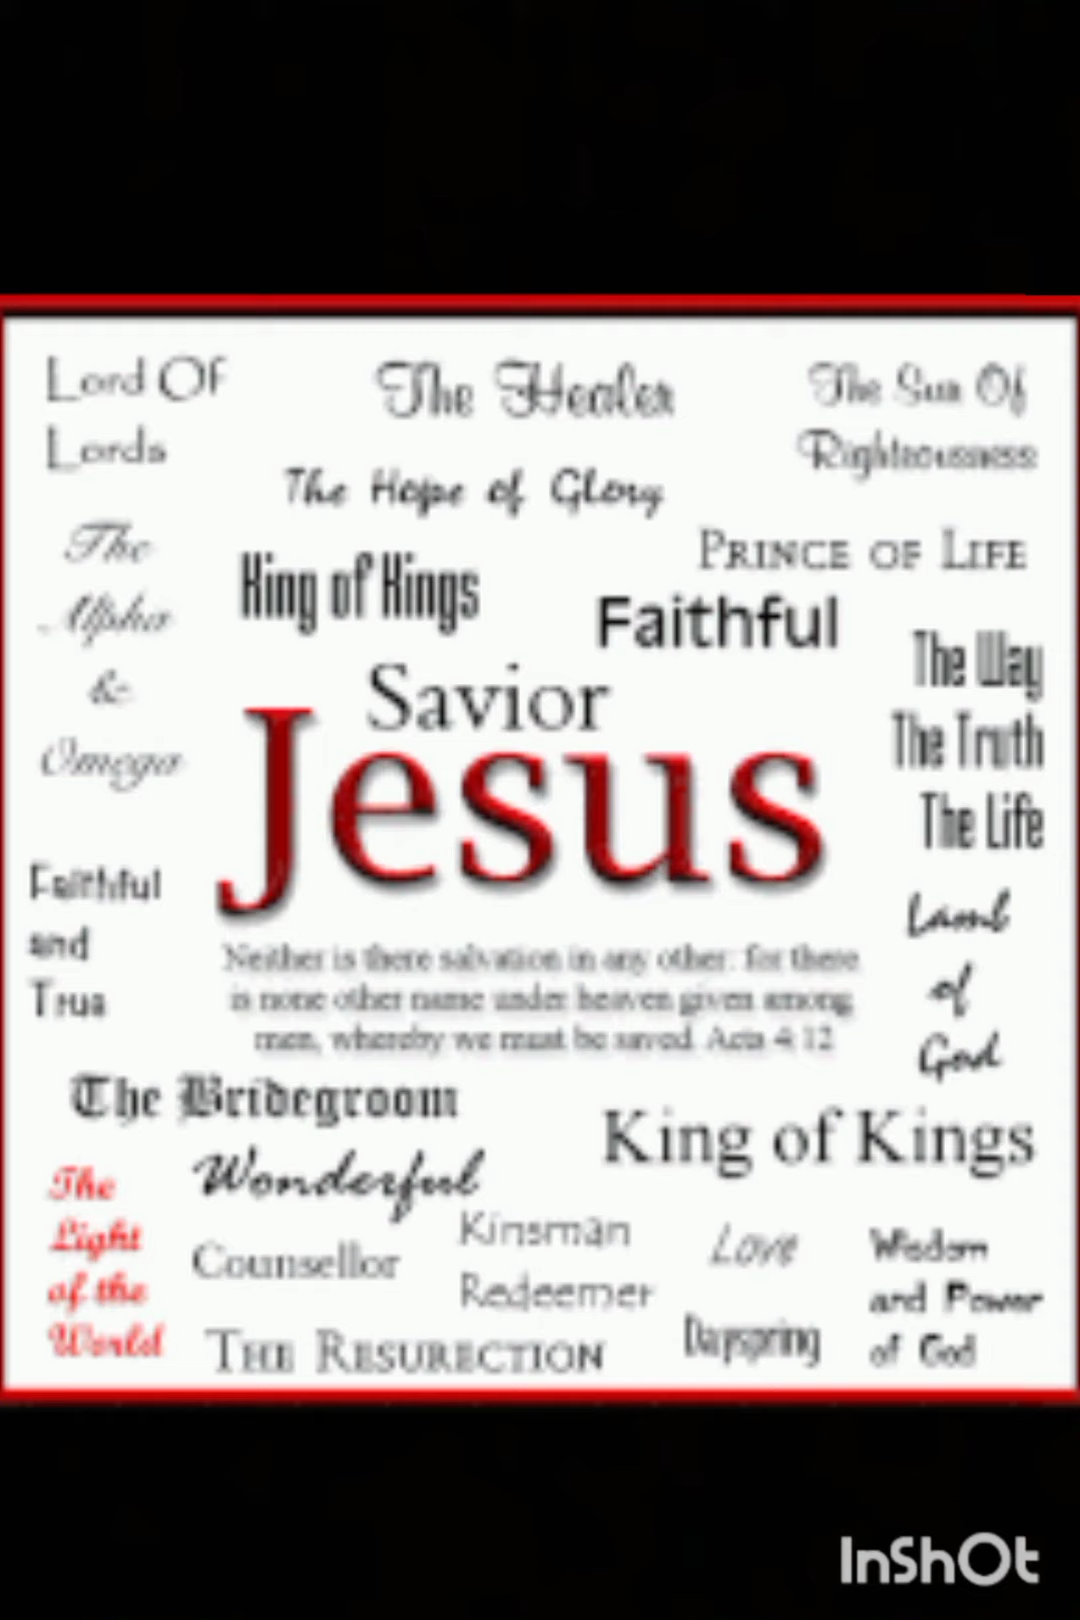 Lord Of
Lords
The Healer
The Sun Of
Righteousness
The Hope of Glory
PRINCE OF LIFE
The
Alpha
&
Omega
King of Kings
Faithful
The Way
The Truth
The Life
Savior
Jesus
Faithful
and
True
Lamb
of
God
Neither is there salvation in any other: for there
is none other name under heaven given among
men, whereby we must be saved. Acts 4:12
The Bridegroom
King of Kings
The
Light
of the
World
Wonderful
Counsellor
Kinsman
Redeemer
Love
Wisdom
and Power
of God
THE RESURECTION
Dayspring
InShOt